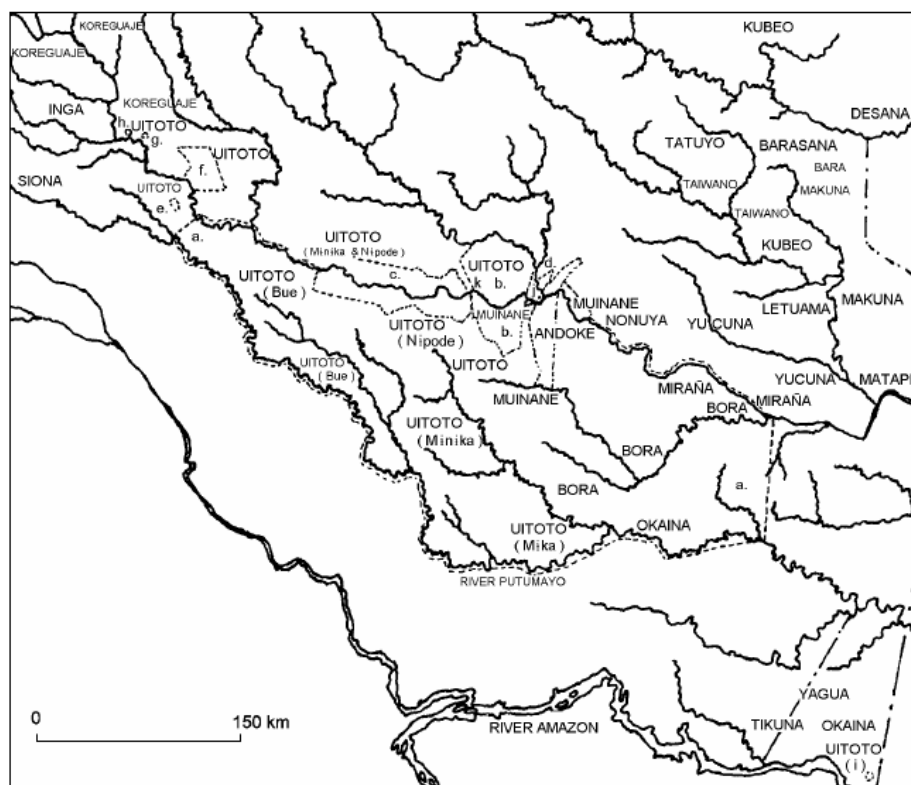 KOREGUAJE
KUBEO
KOREGUAJE
KOREGUAJE
INGA
DESANA
h.
UITOTO
g.
TATUYO
BARASANA
UITOTO
BARA
f.
SIONA
TAIWANO
MAKUNA
UITOTO
e.
TAIWANO
a.
UITOTO
(Minika & Nipode)
KUBEO
UITOTO
d.
UITOTO
(Bue)
c.
k
b.
j
MUINANE
MAKUNA
LETUAMA
MUINANE
NONUYA
YUCUNA
b.
ANDOKE
UITOTO
(Nipode)
UITOTO
UITOTO
(Bue)
YUCUNA
MATAPI
MIRAÑA
MUINANE
MIRAÑA
BORA
UITOTO
(Minika)
BORA
BORA
a.
UITOTO
(Mika)
OKAINA
RIVER PUTUMAYO
YAGUA
0
150 km
RIVER AMAZON
TIKUNA
OKAINA
UITOTO
(i)